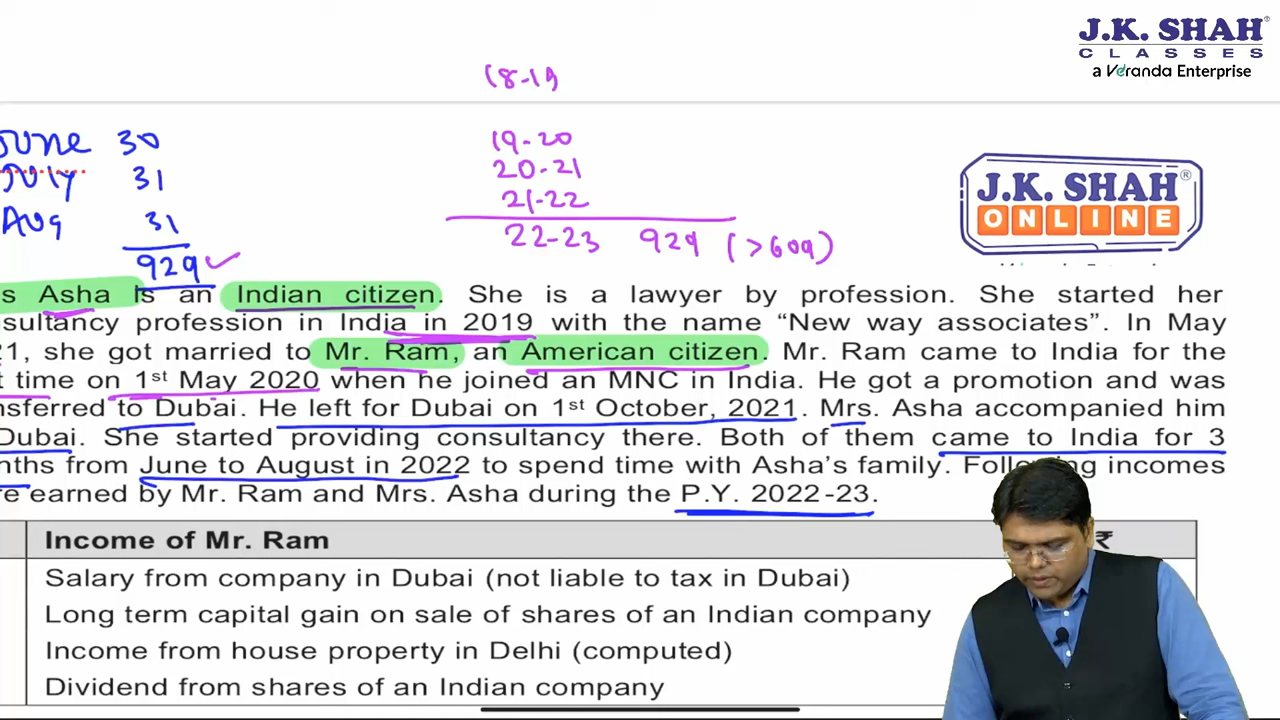 J.K. SHAH
CLASSES
a Veranda Enterprise
18-19
June 30
July 31
Aug 31
92d
19-20
20-21
21-22
22-23 92d (>60d)
J.K. SHAH
ONLINE
Asha is an Indian citizen. She is a lawyer by profession. She started her
profession in India in 2019 with the name “New way associates”. In May
she got married to Mr. Ram, an American citizen. Mr. Ram came to India for the
time on 1st May 2020 when he joined an MNC in India. He got a promotion and was
to Dubai. He left for Dubai on 1st October, 2021. Mrs. Asha accompanied him
Dubai. She started providing consultancy there. Both of them came to India for 3
from June to August in 2022 to spend time with Asha’s family. Following incomes
earned by Mr. Ram and Mrs. Asha during the P.Y. 2022-23.
Income of Mr. Ram ₹
Salary from company in Dubai (not liable to tax in Dubai)
Long term capital gain on sale of shares of an Indian company
Income from house property in Delhi (computed)
Dividend from shares of an Indian company